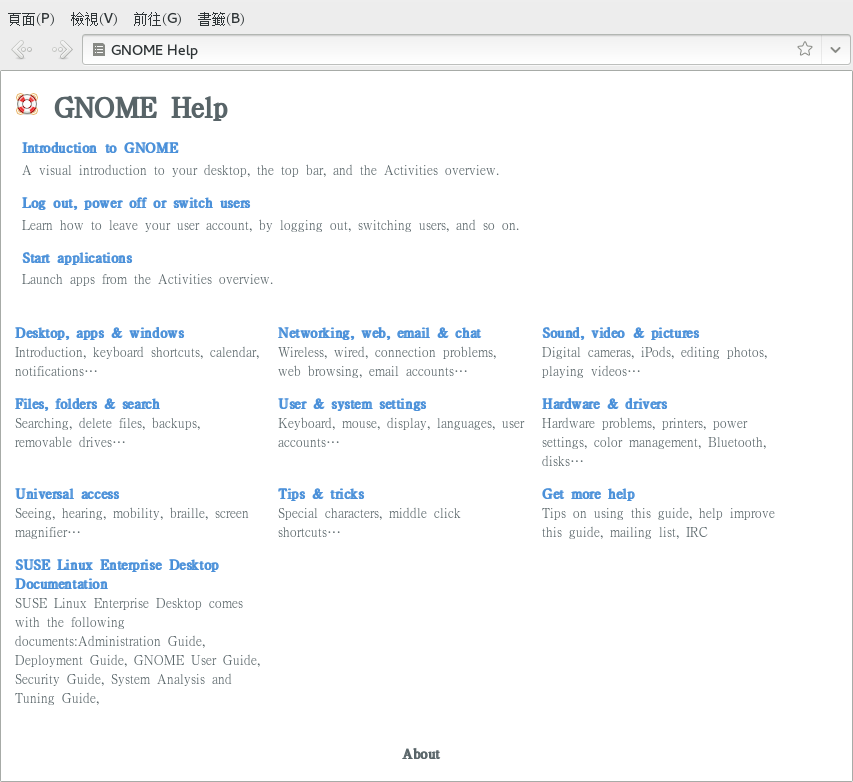 頁面(P) 檢視(V) 前往(G) 書籤(B)
GNOME Help
GNOME Help
Introduction to GNOME
A visual introduction to your desktop, the top bar, and the Activities overview.
Log out, power off or switch users
Learn how to leave your user account, by logging out, switching users, and so on.
Start applications
Launch apps from the Activities overview.
Desktop, apps & windows
Introduction, keyboard shortcuts, calendar,
notifications…
Networking, web, email & chat
Wireless, wired, connection problems,
web browsing, email accounts…
Sound, video & pictures
Digital cameras, iPods, editing photos,
playing videos…
Files, folders & search
Searching, delete files, backups,
removable drives…
User & system settings
Keyboard, mouse, display, languages, user
accounts…
Hardware & drivers
Hardware problems, printers, power
settings, color management, Bluetooth,
disks…
Universal access
Seeing, hearing, mobility, braille, screen
magnifier…
Tips & tricks
Special characters, middle click
shortcuts…
Get more help
Tips on using this guide, help improve
this guide, mailing list, IRC
SUSE Linux Enterprise Desktop
Documentation
SUSE Linux Enterprise Desktop comes
with the following
documents:Administration Guide,
Deployment Guide, GNOME User Guide,
Security Guide, System Analysis and
Tuning Guide,
About